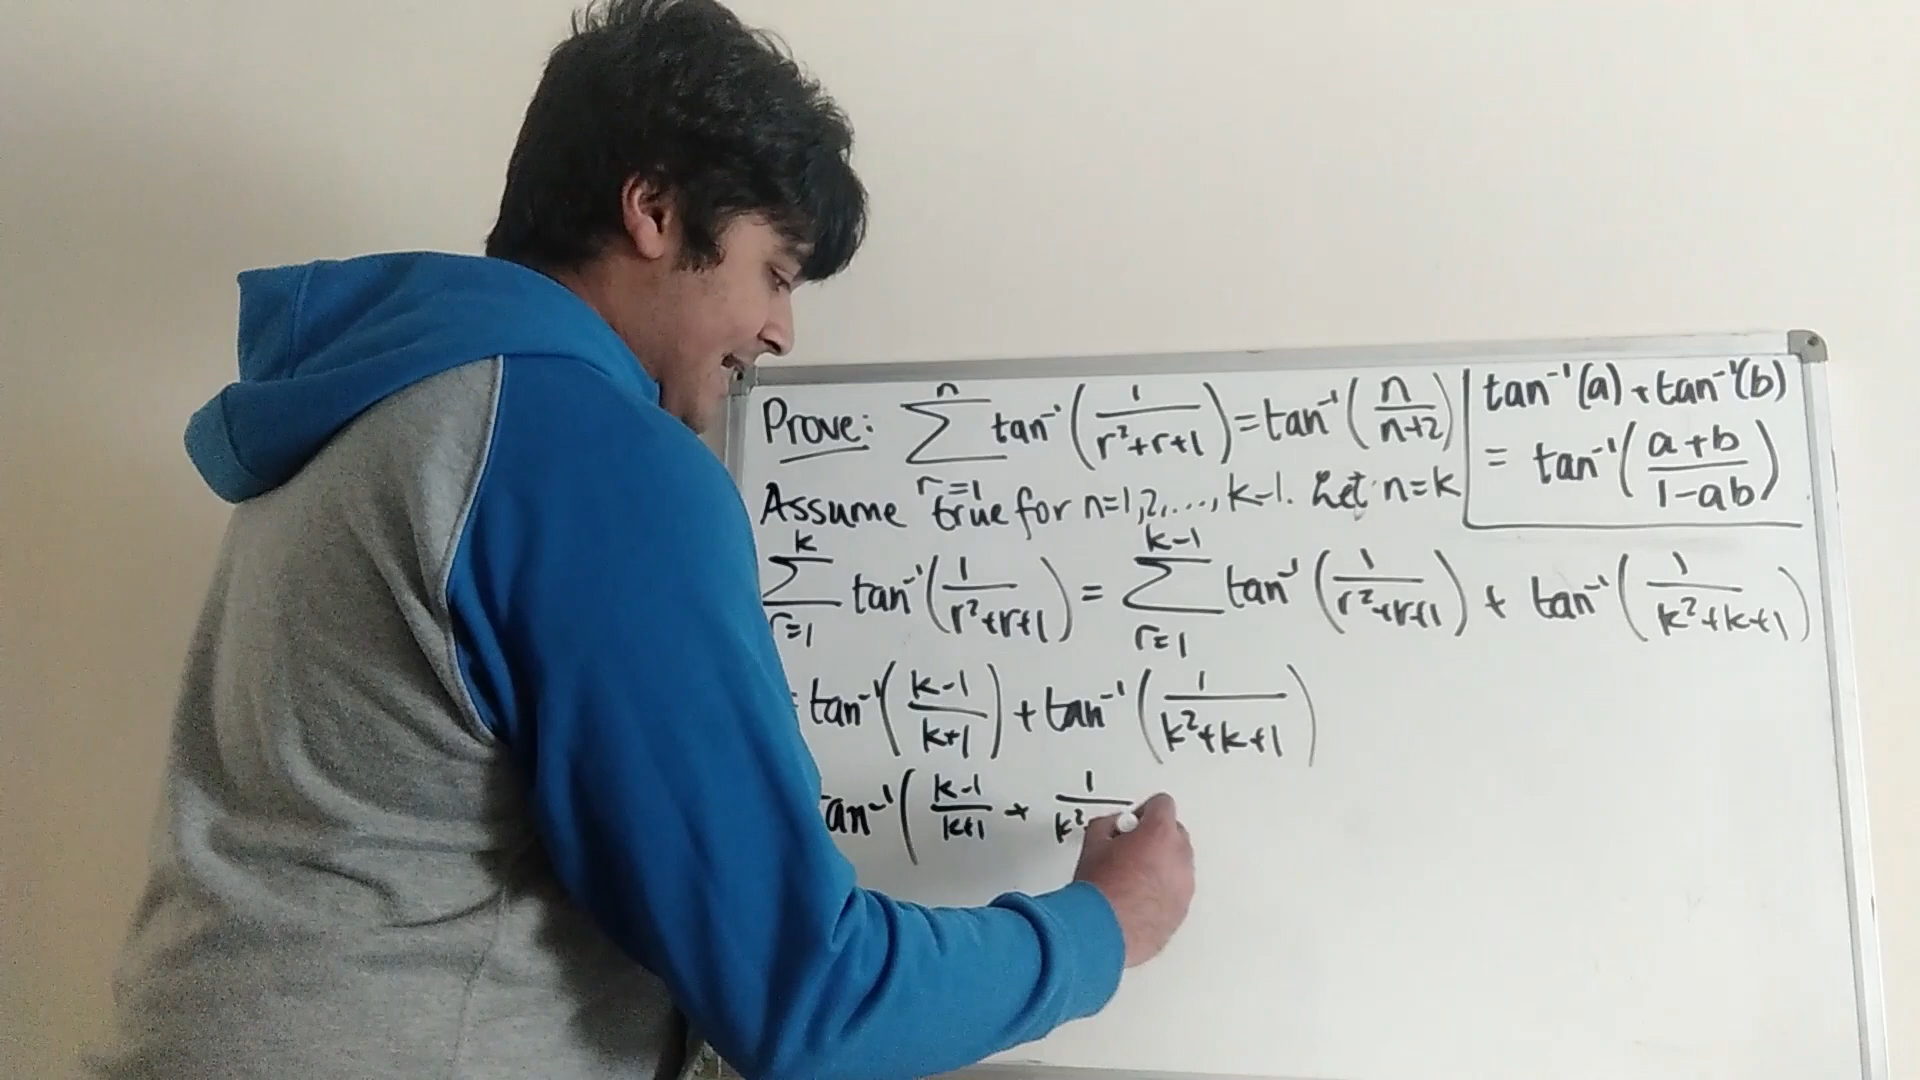 Prove: n ∑ r=1 tan⁻¹(1/(r²+r+1)) = tan⁻¹(n/(n+2))
Assume true for n=1,2,...,k-1. Let n=k
tan⁻¹(a)+tan⁻¹(b)
= tan⁻¹((a+b)/(1-ab))
k ∑ r=1 tan⁻¹(1/(r²+r+1)) = k-1 ∑ r=1 tan⁻¹(1/(r²+r+1)) + tan⁻¹(1/(k²+k+1))
= tan⁻¹((k-1)/(k+1)) + tan⁻¹(1/(k²+k+1))
tan⁻¹((k-1)/(k+1) + 1/k²